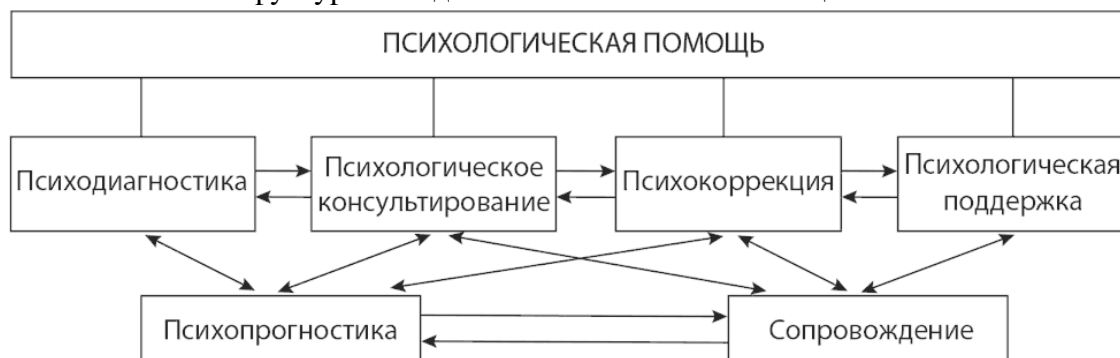 ПСИХОЛОГИЧЕСКАЯ ПОМОЩЬ
Психодиагностика
Психологическое
консультирование
Психокоррекция
Психологическая
поддержка
Психопрогностика
Сопровождение